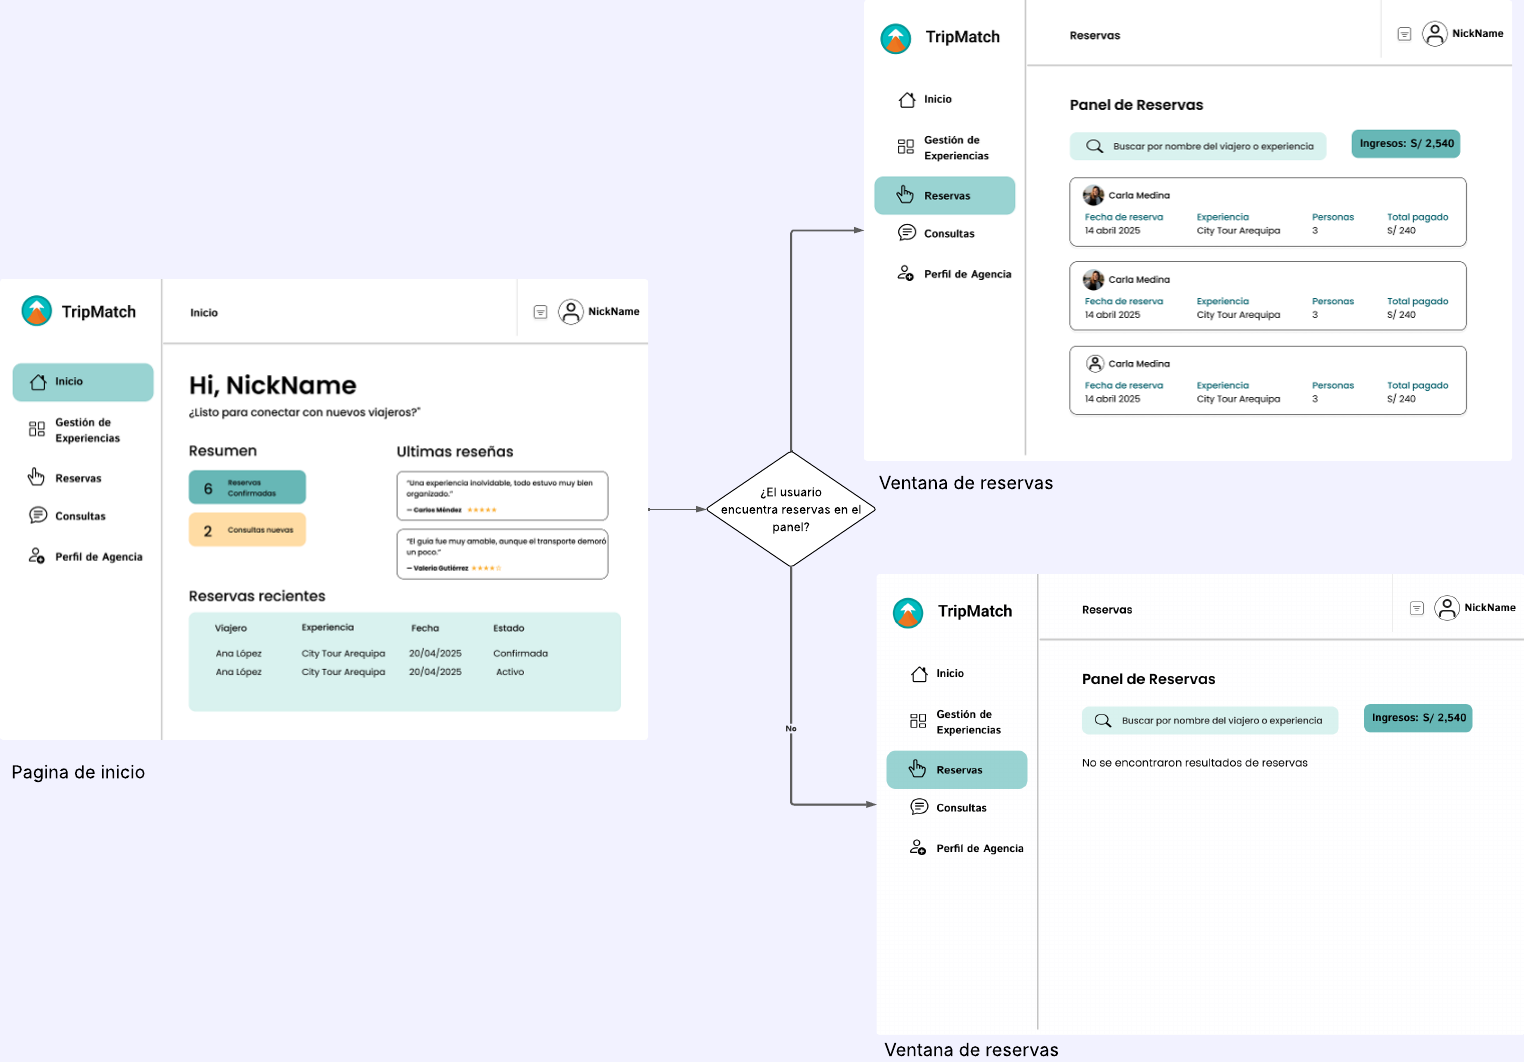 TripMatch
Inicio
NickName
Inicio
Gestión de
Experiencias
Reservas
Consultas
Perfil de Agencia
Hi, NickName
¿Listo para conectar con nuevos viajeros?"
Resumen
6 Reservas
Confirmadas
2 Consultas nuevas
Ultimas reseñas
"Una experiencia inolvidable, todo estuvo muy bien
organizado."
— Carlos Méndez ★★★★★
"El guía fue muy amable, aunque el transporte demoró
un poco."
— Valeria Gutiérrez ★★★★☆
Reservas recientes
Viajero Experiencia Fecha Estado
Ana López City Tour Arequipa 20/04/2025 Confirmada
Ana López City Tour Arequipa 20/04/2025 Activo
Pagina de inicio
¿El usuario
encuentra reservas en el
panel?
No
TripMatch
Reservas
NickName
Inicio
Gestión de
Experiencias
Reservas
Consultas
Perfil de Agencia
Panel de Reservas
Buscar por nombre del viajero o experiencia
Ingresos: S/ 2,540
Carla Medina
Fecha de reserva Experiencia Personas Total pagado
14 abril 2025 City Tour Arequipa 3 S/ 240
Carla Medina
Fecha de reserva Experiencia Personas Total pagado
14 abril 2025 City Tour Arequipa 3 S/ 240
Carla Medina
Fecha de reserva Experiencia Personas Total pagado
14 abril 2025 City Tour Arequipa 3 S/ 240
Ventana de reservas
TripMatch
Reservas
NickName
Inicio
Gestión de
Experiencias
Reservas
Consultas
Perfil de Agencia
Panel de Reservas
Buscar por nombre del viajero o experiencia
Ingresos: S/ 2,540
No se encontraron resultados de reservas
Ventana de reservas